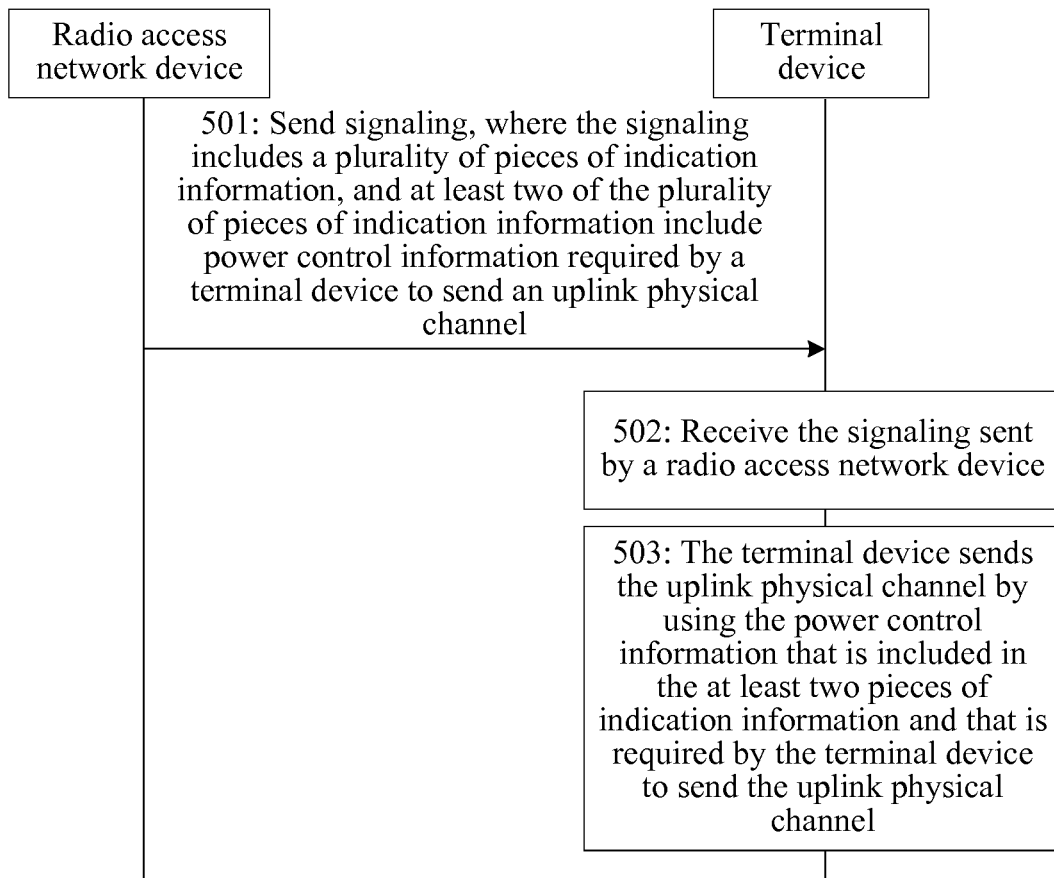 Radio access
network device
Terminal
device
501: Send signaling, where the signaling
includes a plurality of pieces of indication
information, and at least two of the plurality
of pieces of indication information include
power control information required by a
terminal device to send an uplink physical
channel
502: Receive the signaling sent
by a radio access network device
503: The terminal device sends
the uplink physical channel by
using the power control
information that is included in
the at least two pieces of
indication information and that is
required by the terminal device
to send the uplink physical
channel